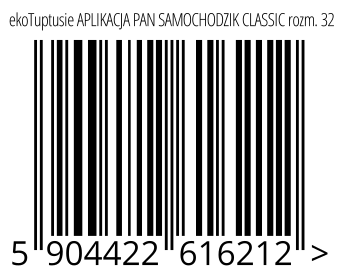 ekoTuptusie APLIKACJA PAN SAMOCHODZIK CLASSIC rozm. 32
5 904422 616212 >